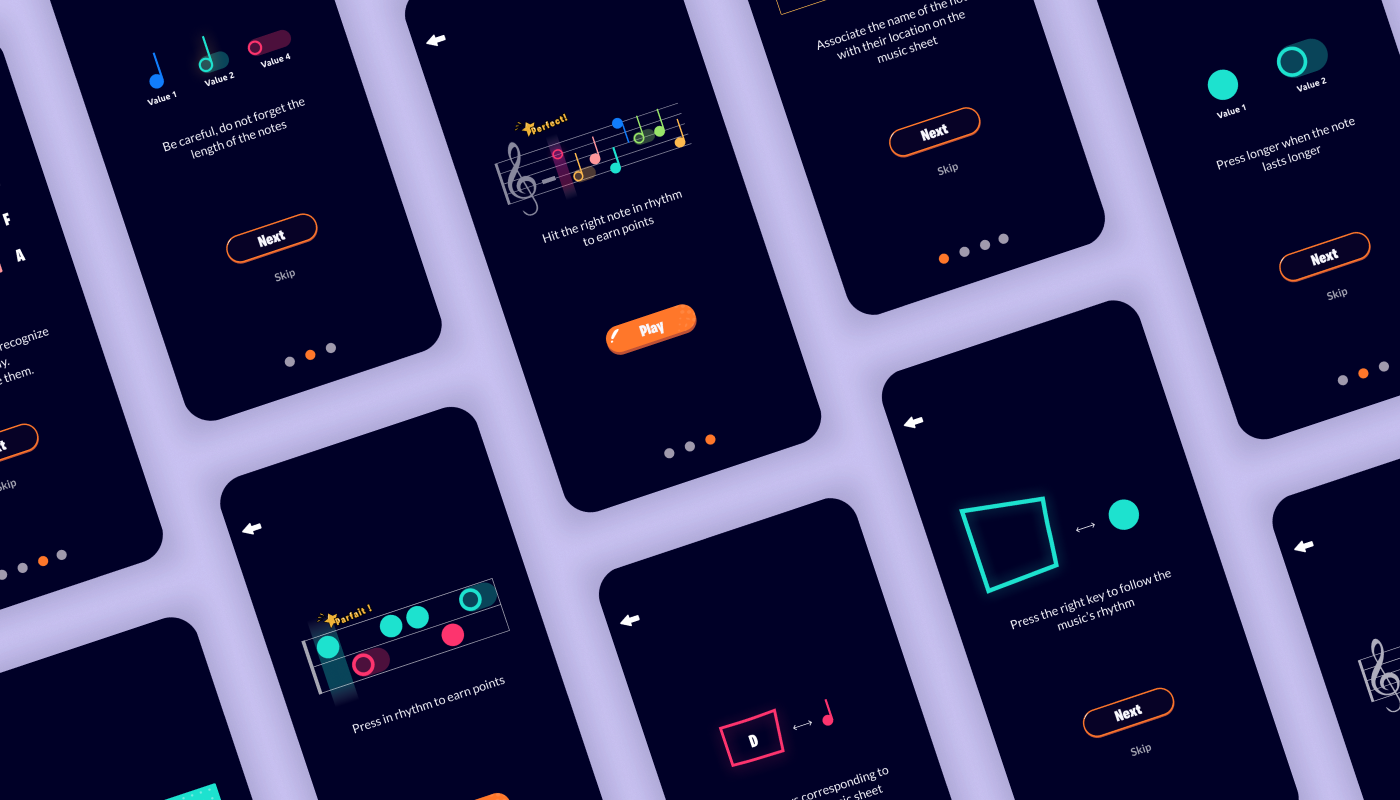 F
A
recognize
y.
them.
Skip
Value 1
Value 2
Value 4
Be careful, do not forget the
length of the notes
Next
Skip
Perfect!
Hit the right note in rhythm
to earn points
Play
Associate the name of the
with their location on the
music sheet
Next
Skip
Value 1
Value 2
Press longer when the note
lasts longer
Next
Skip
Parfait !
Press in rhythm to earn points
D
corresponding to
sheet
Press the right key to follow the
music's rhythm
Next
Skip